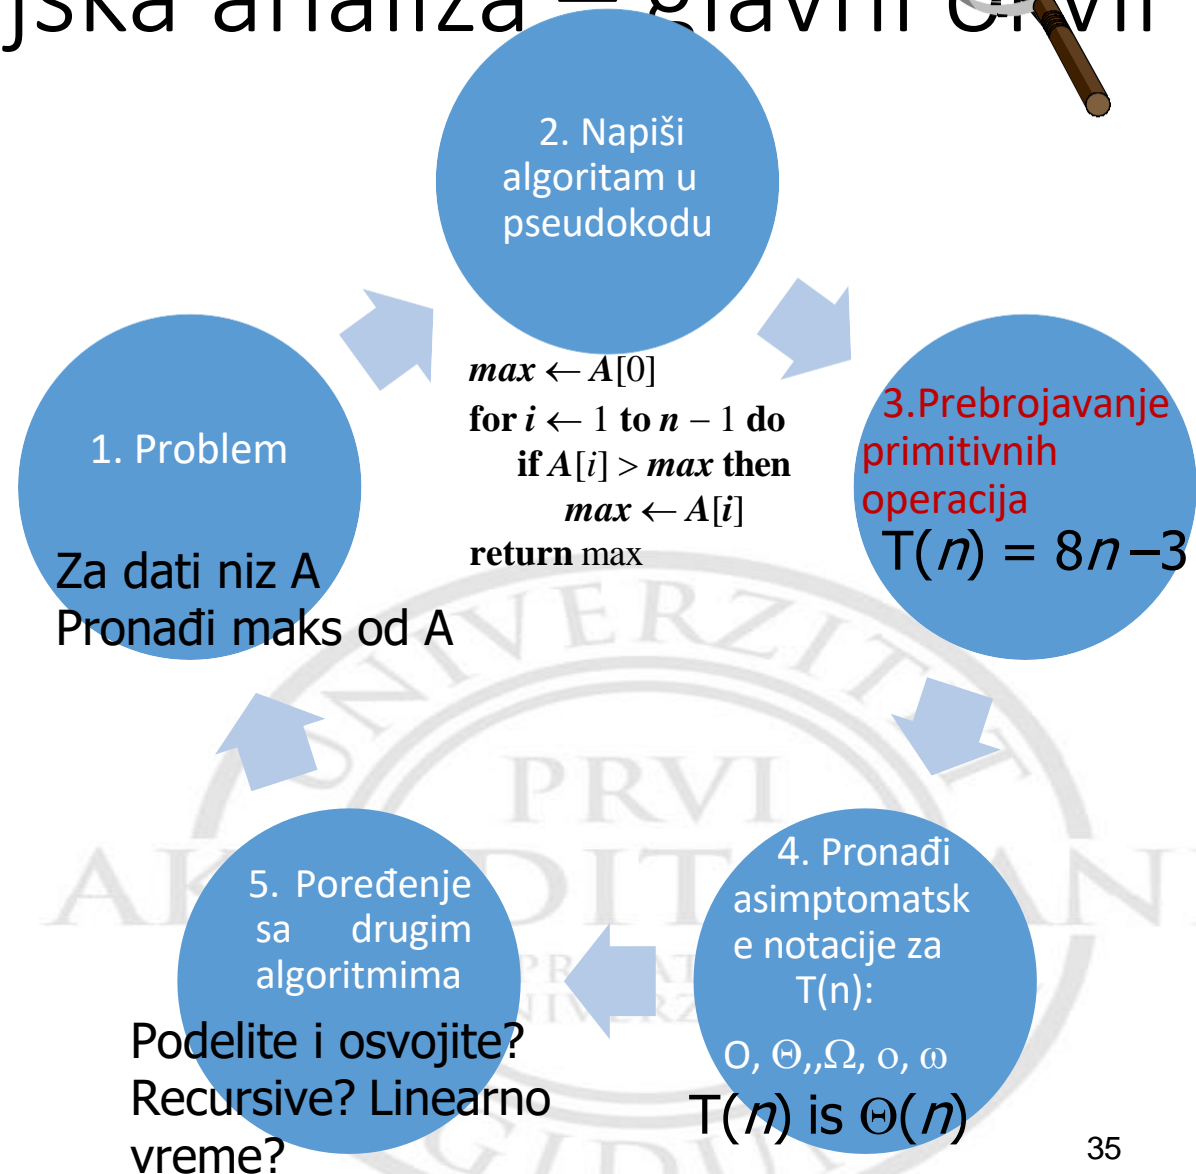 jska analiza – glavni okvir
2. Napiši
algoritam u
pseudokodu
max ← A[0]
for i ← 1 to n – 1 do
if A[i] > max then
max ← A[i]
return max
1. Problem
Za dati niz A
Pronađi maks od A
3.Prebrojavanje
primitivnih
operacija
T(n) = 8n –3
4. Pronađi
asimptomatsk
e notacije za
T(n):
O, Θ,,Ω, o, ω
T(n) is Θ(n)
5. Poređenje
sa drugim
algoritmima
Podelite i osvojite?
Recursive? Linearno
vreme?
UNIVERZITET
PRVI
35